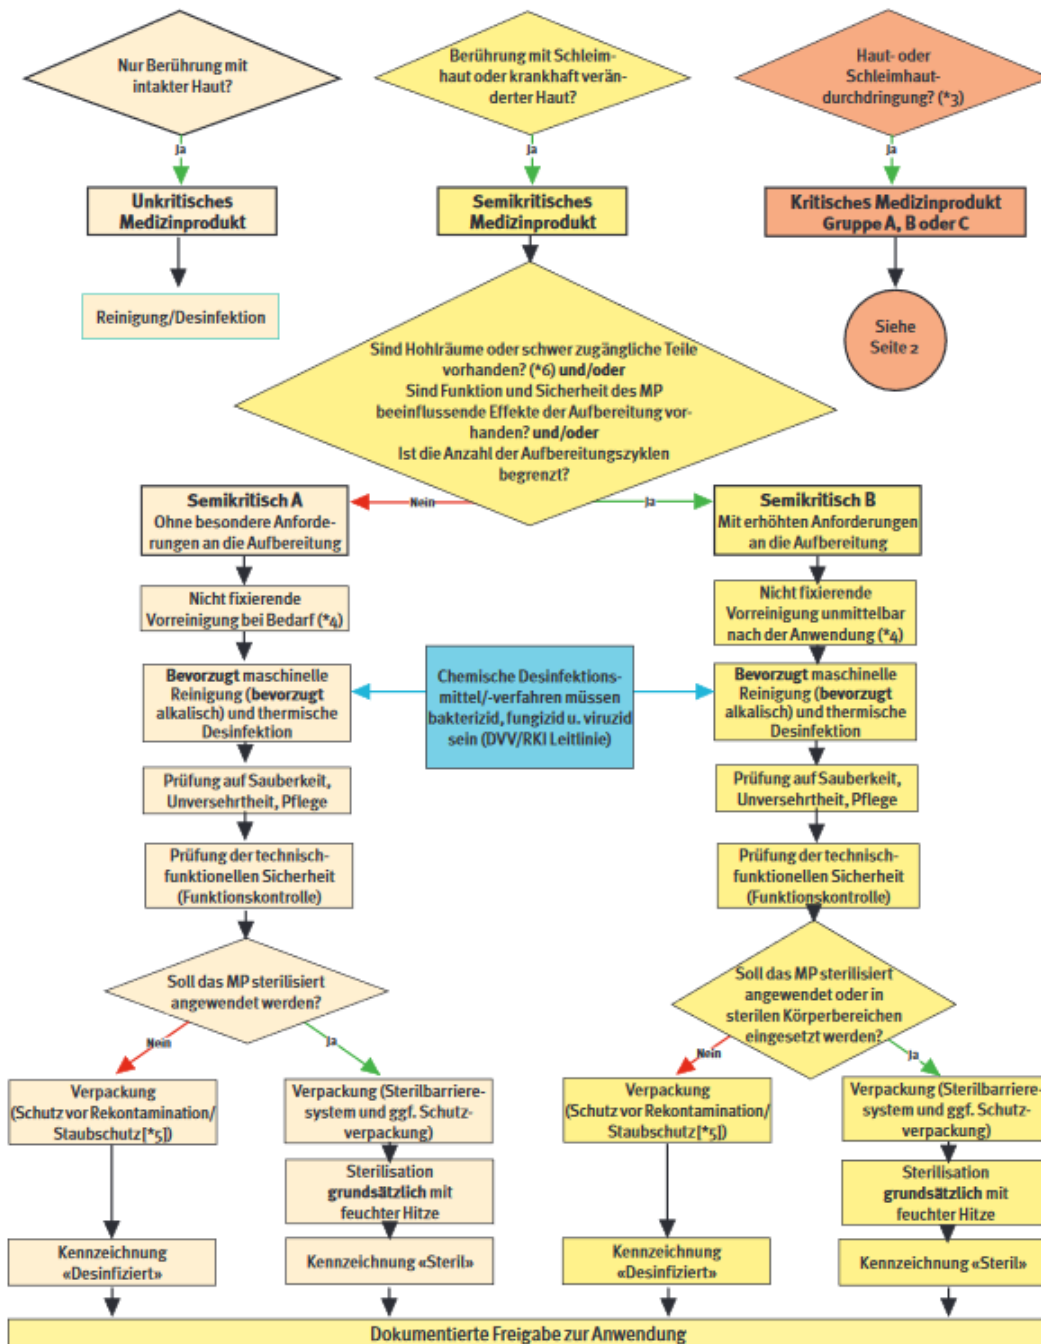 Nur Berührung mit
intakter Haut?
Berührung mit Schleim-
haut oder krankhaft verän-
derter Haut?
Haut- oder
Schleimhaut-
durchdringung? (*3)
Ja
Ja
Ja
Unkritisches
Medizinprodukt
Semikritisches
Medizinprodukt
Kritisches Medizinprodukt
Gruppe A, B oder C
Reinigung/Desinfektion
Siehe
Seite 2
Sind Hohlräume oder schwer zugängliche Teile
vorhanden? (*6) und/oder
Sind Funktion und Sicherheit des MP
beeinflussende Effekte der Aufbereitung vor-
handen? und/oder
Ist die Anzahl der Aufbereitungszyklen
begrenzt?
Nein
Ja
Semikritisch A
Ohne besondere Anforde-
rungen an die Aufbereitung
Semikritisch B
Mit erhöhten Anforderungen
an die Aufbereitung
Nicht fixierende
Vorreinigung bei Bedarf (*4)
Nicht fixierende
Vorreinigung unmittelbar
nach der Anwendung (*4)
Bevorzugt maschinelle
Reinigung (bevorzugt
alkalisch) und thermische
Desinfektion
Chemische Desinfektions-
mittel/-verfahren müssen
bakterizid, fungizid u. viruzid
sein (DVV/RKI Leitlinie)
Bevorzugt maschinelle
Reinigung (bevorzugt
alkalisch) und thermische
Desinfektion
Prüfung auf Sauberkeit,
Unversehrtheit, Pflege
Prüfung auf Sauberkeit,
Unversehrtheit, Pflege
Prüfung der technisch-
funktionellen Sicherheit
(Funktionskontrolle)
Prüfung der technisch-
funktionellen Sicherheit
(Funktionskontrolle)
Soll das MP sterilisiert
angewendet werden?
Soll das MP sterilisiert
angewendet oder in
sterilen Körperbereichen
eingesetzt werden?
Nein
Ja
Nein
Ja
Verpackung
(Schutz vor Rekontamination/
Staubschutz[*5])
Verpackung (Sterilbarriere-
system und ggf. Schutz-
verpackung)
Verpackung
(Schutz vor Rekontamination/
Staubschutz[*5])
Verpackung (Sterilbarriere-
system und ggf. Schutz-
verpackung)
Sterilisation
grundsätzlich mit
feuchter Hitze
Sterilisation
grundsätzlich mit
feuchter Hitze
Kennzeichnung
«Desinfiziert»
Kennzeichnung «Steril»
Kennzeichnung
«Desinfiziert»
Kennzeichnung «Steril»
Dokumentierte Freigabe zur Anwendung